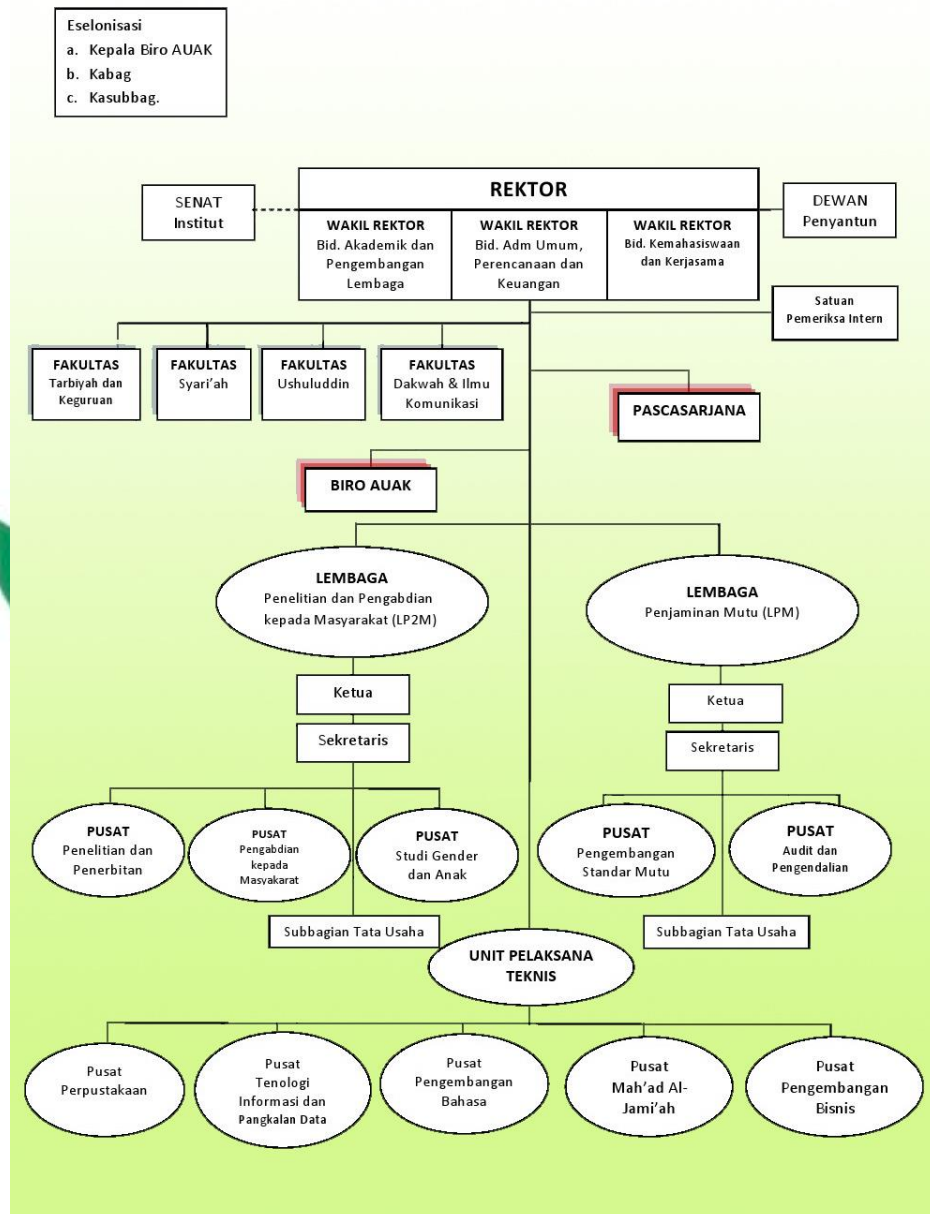 Eselonisasi
a. Kepala Biro AUAK
b. Kabag
c. Kasubbag.
REKTOR
SENAT
Institut
DEWAN
Penyantun
WAKIL REKTOR
Bid. Akademik dan
Pengembangan
Lembaga
WAKIL REKTOR
Bid. Adm Umum,
Perencanaan dan
Keuangan
WAKIL REKTOR
Bid. Kemahasiswaan
dan Kerjasama
Satuan
Pemeriksa Intern
FAKULTAS
Tarbiyah dan
Keguruan
FAKULTAS
Syari'ah
FAKULTAS
Ushuluddin
FAKULTAS
Dakwah & Ilmu
Komunikasi
PASCASARJANA
BIRO AUAK
LEMBAGA
Penelitian dan Pengabdian
kepada Masyarakat (LP2M)
LEMBAGA
Penjaminan Mutu (LPM)
Ketua
Sekretaris
Ketua
Sekretaris
PUSAT
Penelitian dan
Penerbitan
PUSAT
Pengabdian
kepada
Masyakarat
PUSAT
Studi Gender
dan Anak
PUSAT
Pengembangan
Standar Mutu
PUSAT
Audit dan
Pengendalian
Subbagian Tata Usaha
Subbagian Tata Usaha
UNIT PELAKSANA
TEKNIS
Pusat
Perpustakaan
Pusat
Tenologi
Informasi dan
Pangkalan Data
Pusat
Pengembangan
Bahasa
Pusat
Mah'ad Al-
Jami'ah
Pusat
Pengembangan
Bisnis